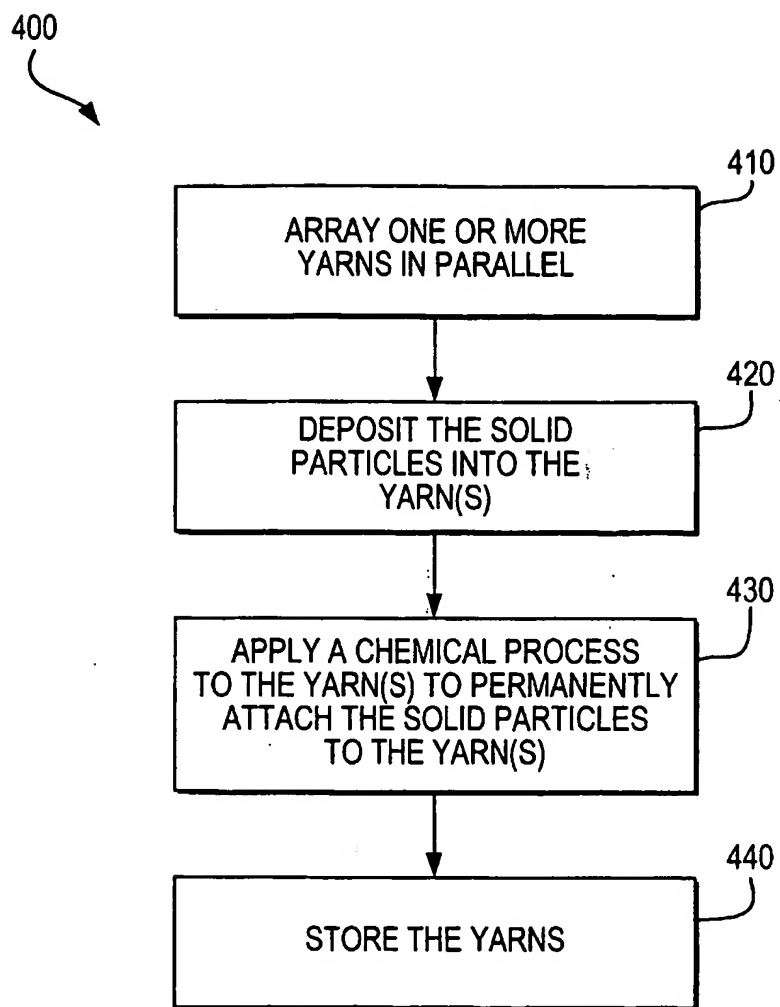 400
410
ARRAY ONE OR MORE
YARNS IN PARALLEL
420
DEPOSIT THE SOLID
PARTICLES INTO THE
YARN(S)
430
APPLY A CHEMICAL PROCESS
TO THE YARN(S) TO PERMANENTLY
ATTACH THE SOLID PARTICLES
TO THE YARN(S)
440
STORE THE YARNS